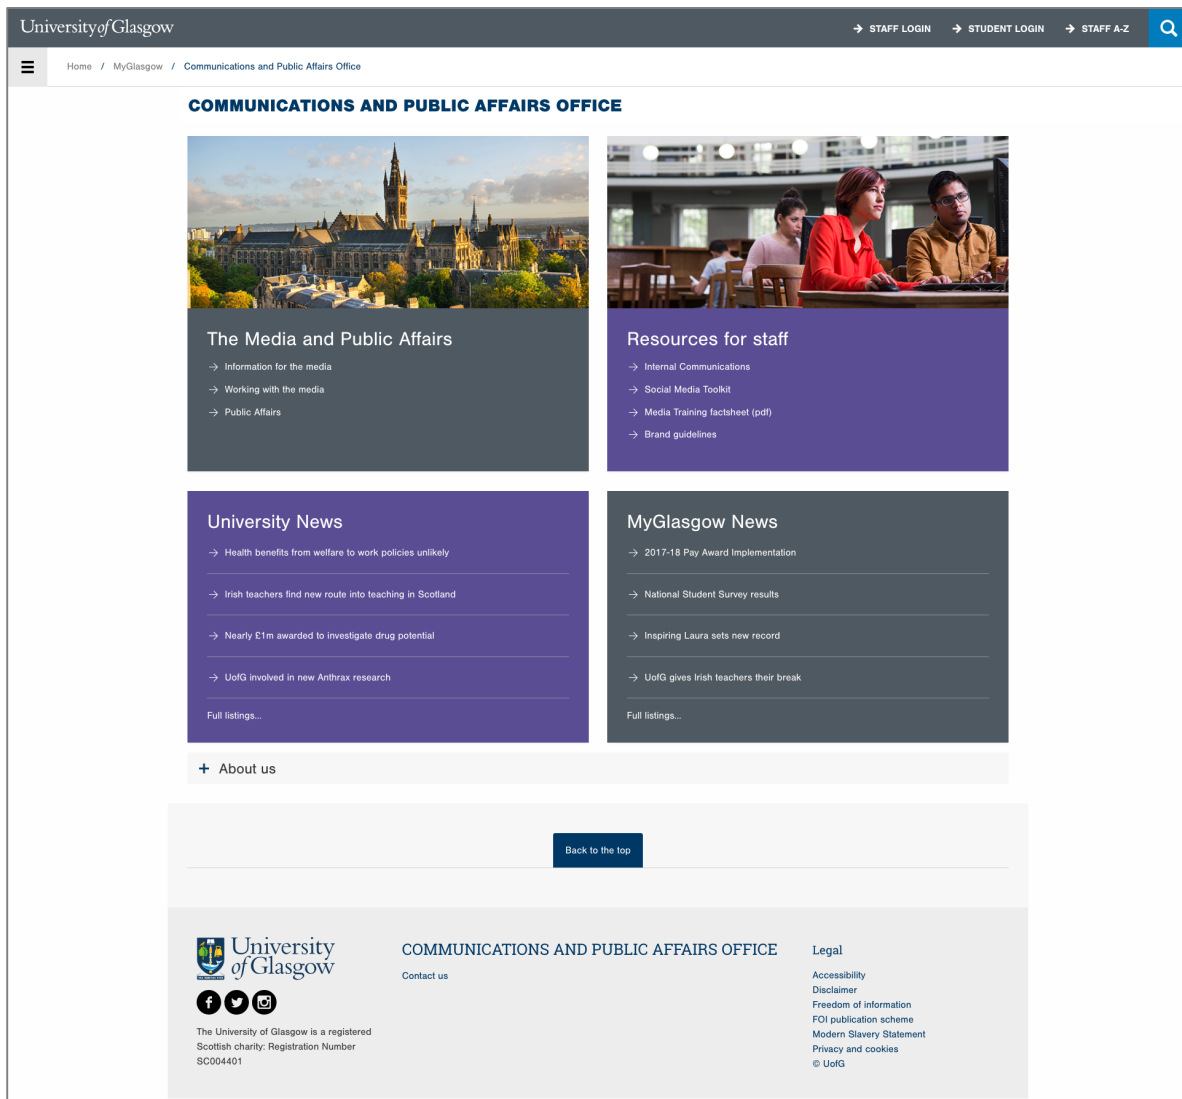 University of Glasgow
STAFF LOGIN
STUDENT LOGIN
STAFF A-Z
Home / MyGlasgow / Communications and Public Affairs Office
COMMUNICATIONS AND PUBLIC AFFAIRS OFFICE
The Media and Public Affairs
Information for the media
Working with the media
Public Affairs
Resources for staff
Internal Communications
Social Media Toolkit
Media Training factsheet (pdf)
Brand guidelines
University News
Health benefits from welfare to work policies unlikely
Irish teachers find new route into teaching in Scotland
Nearly £1m awarded to investigate drug potential
UofG involved in new Anthrax research
Full listings...
MyGlasgow News
2017-18 Pay Award Implementation
National Student Survey results
Inspiring Laura sets new record
UofG gives Irish teachers their break
Full listings...
+ About us
Back to the top
University
of Glasgow
The University of Glasgow is a registered
Scottish charity: Registration Number
SC004401
COMMUNICATIONS AND PUBLIC AFFAIRS OFFICE
Contact us
Legal
Accessibility
Disclaimer
Freedom of information
FOI publication scheme
Modern Slavery Statement
Privacy and cookies
© UofG